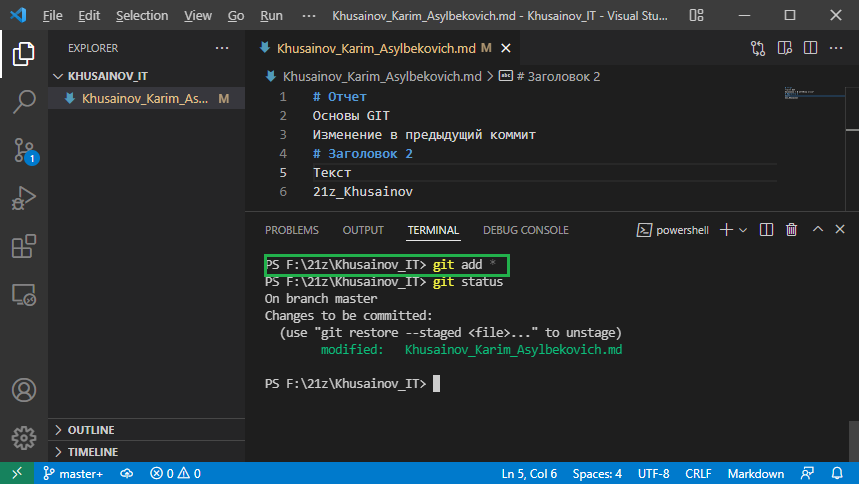 File Edit Selection View Go Run ··· Khusainov_Karim_Asylbekovich.md - Khusainov_IT - Visual Stu...
EXPLORER ···
KHUSAINOV_IT
Khusainov_Karim_As... M
1
Khusainov_Karim_Asylbekovich.md M
Khusainov_Karim_Asylbekovich.md > abc # Заголовок 2
1 # Отчет
2 Основы GIT
3 Изменение в предыдущий коммит
4 # Заголовок 2
5 Текст
6 21z_Khusainov
PROBLEMS OUTPUT TERMINAL DEBUG CONSOLE powershell
PS F:\21z\Khusainov_IT> git add *
PS F:\21z\Khusainov_IT> git status
On branch master
Changes to be committed:
(use "git restore --staged <file>..." to unstage)
modified: Khusainov_Karim_Asylbekovich.md
PS F:\21z\Khusainov_IT>
OUTLINE
TIMELINE
master+ 0 0 Ln 5, Col 6 Spaces: 4 UTF-8 CRLF Markdown